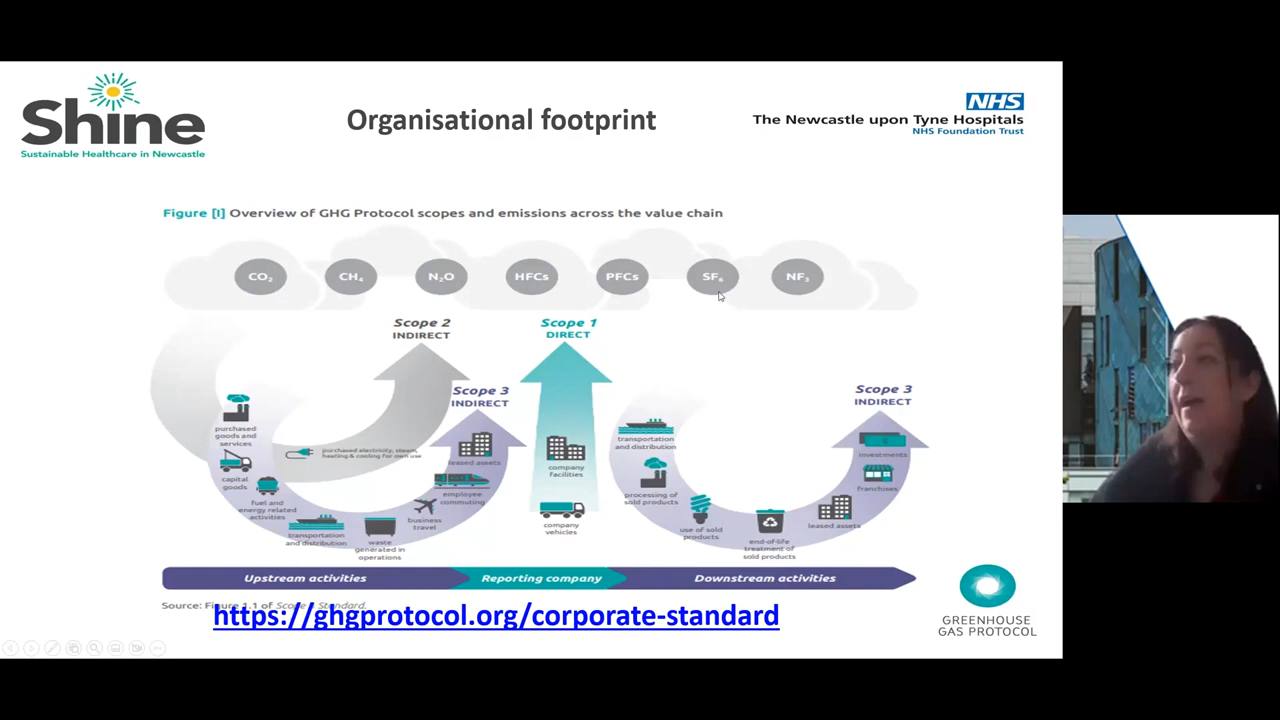 Shine
Sustainable Healthcare in Newcastle
Organisational footprint
NHS
The Newcastle upon Tyne Hospitals
NHS Foundation Trust
Figure [I] Overview of GHG Protocol scopes and emissions across the value chain
CO₂
CH₄
N₂O
HFCs
PFCs
SF₆
NF₃
Scope 2
INDIRECT
Scope 1
DIRECT
Scope 3
INDIRECT
Scope 3
INDIRECT
purchased
goods and
services
capital
goods
fuel and
energy related
activities
transportation
and distribution
waste
generated in
operations
business
travel
employee
commuting
leased assets
purchased electricity, steam,
heating & cooling for own use
company
facilities
company
vehicles
transportation
and distribution
processing of
sold products
use of sold
products
end-of-life
treatment of
sold products
leased assets
franchises
investments
Upstream activities
Reporting company
Downstream activities
Source: Figure 1.1 of Scope 3 Standard.
https://ghgprotocol.org/corporate-standard
GREENHOUSE
GAS PROTOCOL